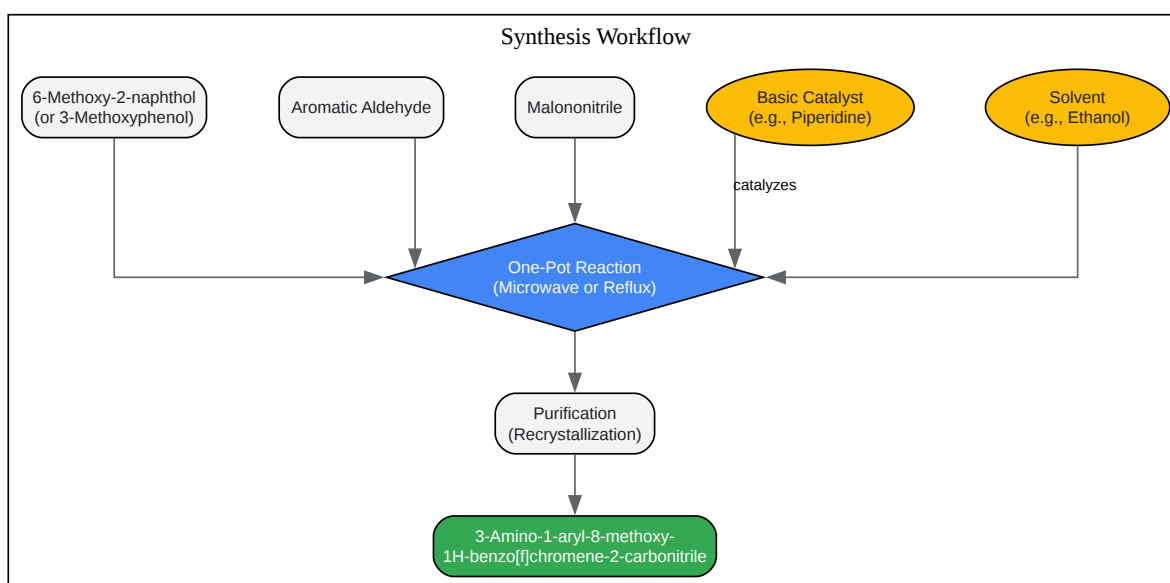 Synthesis Workflow
6-Methoxy-2-naphthol
(or 3-Methoxyphenol)
Aromatic Aldehyde
Malononitrile
Basic Catalyst
(e.g., Piperidine)
Solvent
(e.g., Ethanol)
catalyzes
One-Pot Reaction
(Microwave or Reflux)
Purification
(Recrystallization)
3-Amino-1-aryl-8-methoxy-
1H-benzo[f]chromene-2-carbonitrile